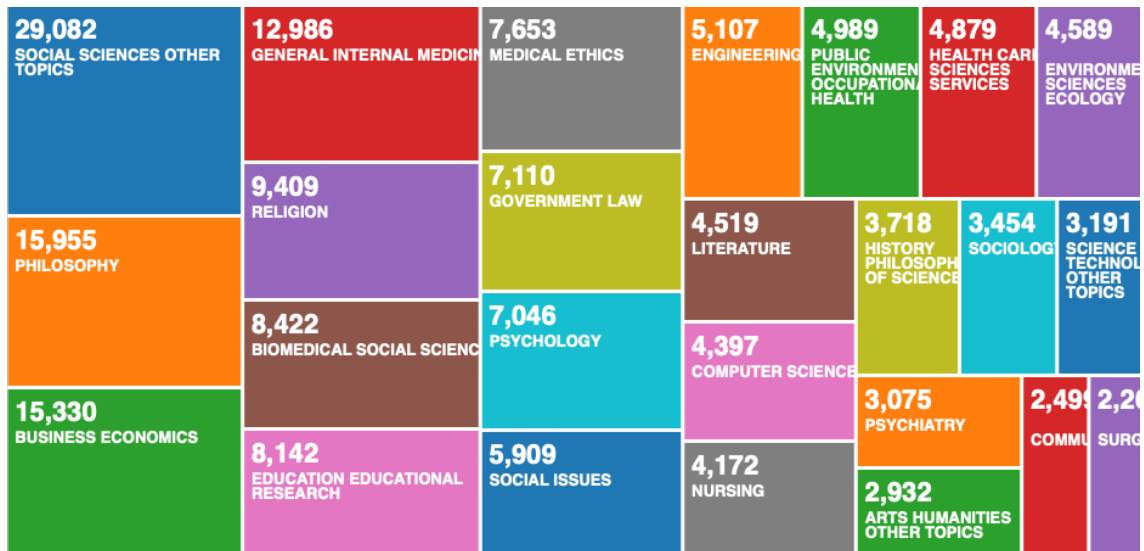 29,082
SOCIAL SCIENCES OTHER
TOPICS
15,955
PHILOSOPHY
15,330
BUSINESS ECONOMICS
12,986
GENERAL INTERNAL MEDICIN
9,409
RELIGION
8,422
BIOMEDICAL SOCIAL SCIENC
8,142
EDUCATION EDUCATIONAL
RESEARCH
7,653
MEDICAL ETHICS
7,110
GOVERNMENT LAW
7,046
PSYCHOLOGY
5,909
SOCIAL ISSUES
5,107
ENGINEERING
4,989
PUBLIC
ENVIRONMEN
OCCUPATIONA
HEALTH
4,879
HEALTH CARE
SCIENCES
SERVICES
4,589
ENVIRONME
SCIENCES
ECOLOGY
4,519
LITERATURE
4,397
COMPUTER SCIENCE
4,172
NURSING
3,718
HISTORY
PHILOSOPH
OF SCIENCE
3,454
SOCIOLOGY
3,191
SCIENCE
TECHNOL
OTHER
TOPICS
3,075
PSYCHIATRY
2,932
ARTS HUMANITIES
OTHER TOPICS
2,499
COMMU
2,2
SURG